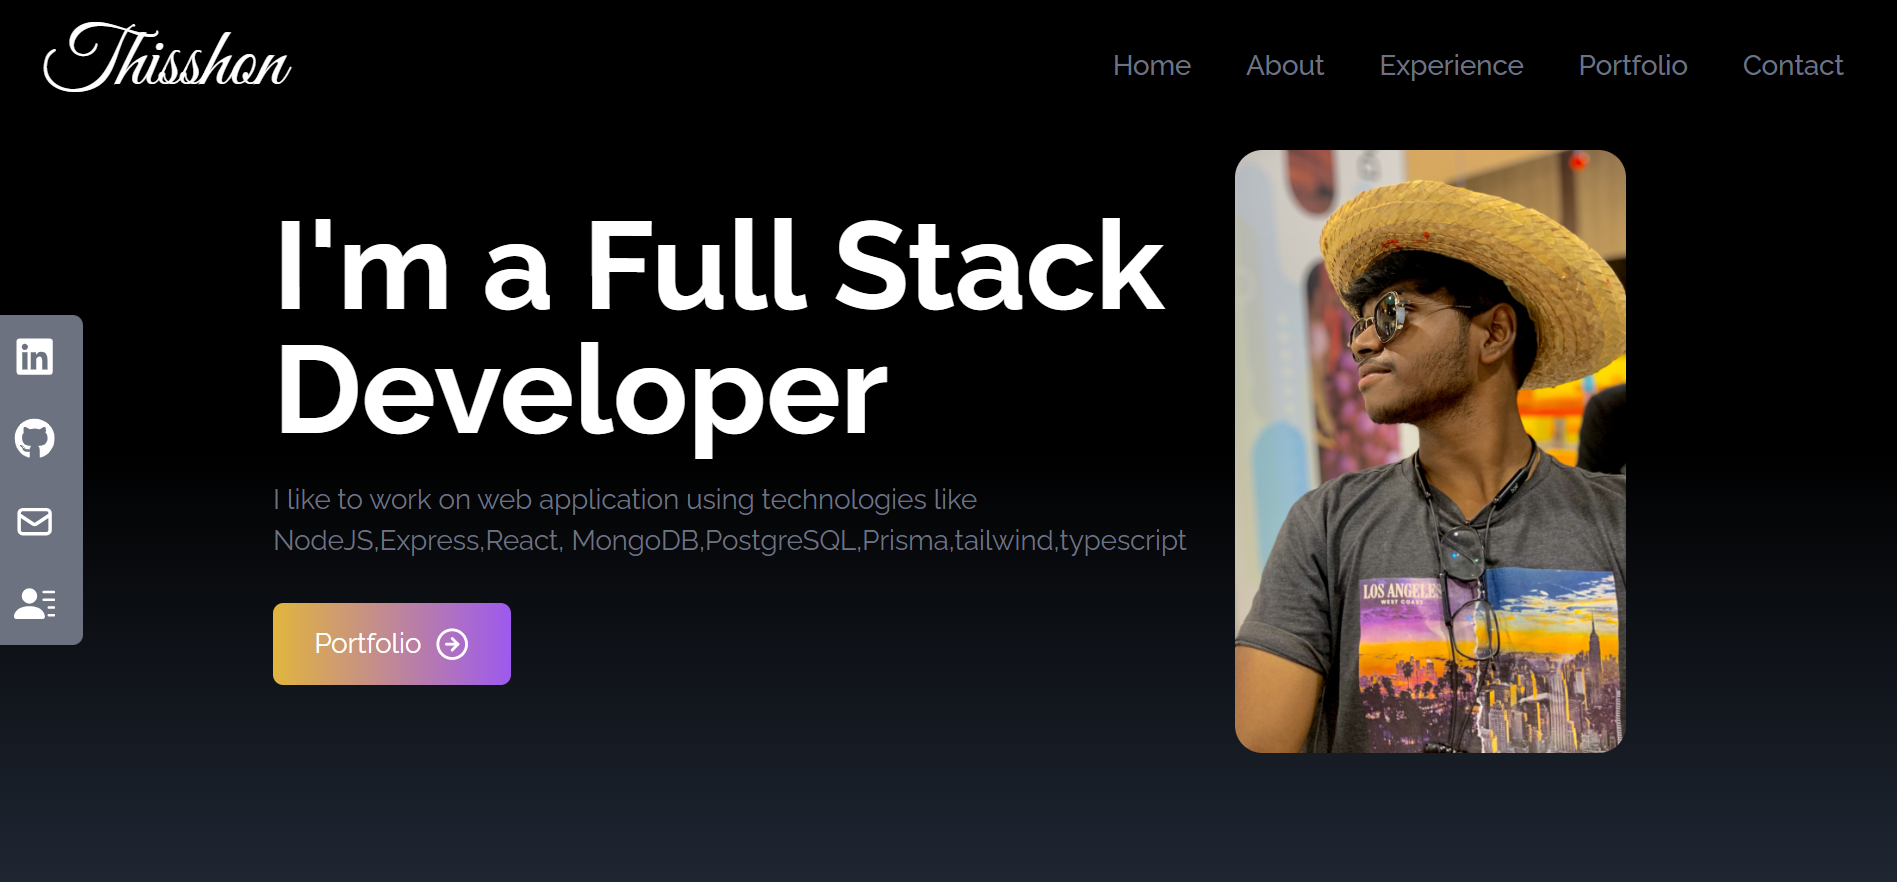 Thisshon
Home About Experience Portfolio Contact
I'm a Full Stack
Developer
I like to work on web application using technologies like
NodeJS,Express,React, MongoDB,PostgreSQL,Prisma,tailwind,typescript
Portfolio
in
LOS ANGELES
WEST COAST